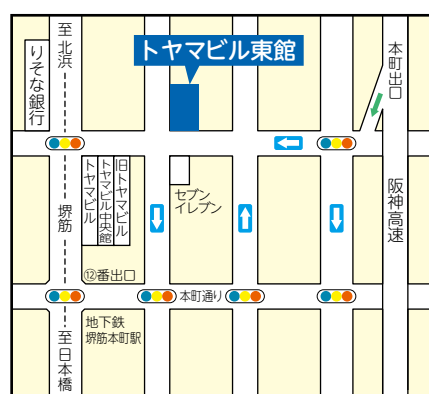 至北浜
りそな銀行
トヤマビル東館
本町出口
堺筋
トヤマビル
トヤマビル中央館
旧トヤマビル
セブン
イレブン
阪神高速
⑫番出口
本町通り
地下鉄
堺筋本町駅
至日本橋